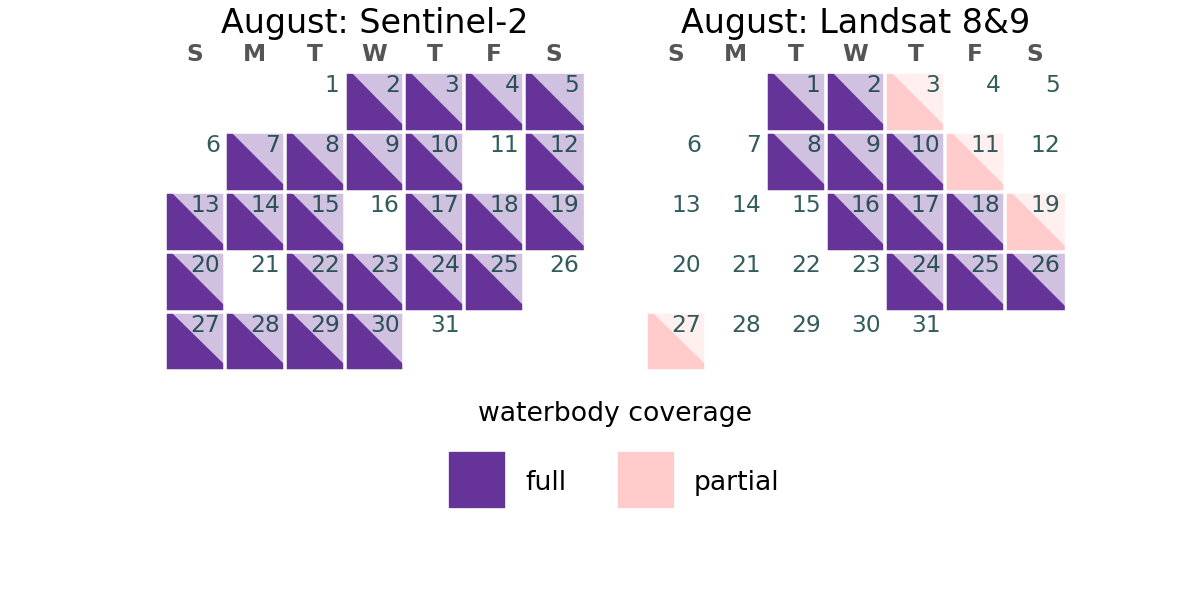 August: Sentinel-2
S M T W T F S
1 2 3 4 5
6 7 8 9 10 11 12
13 14 15 16 17 18 19
20 21 22 23 24 25 26
27 28 29 30 31
August: Landsat 8&9
S M T W T F S
1 2 3 4 5
6 7 8 9 10 11 12
13 14 15 16 17 18 19
20 21 22 23 24 25 26
27 28 29 30 31
waterbody coverage
full
partial